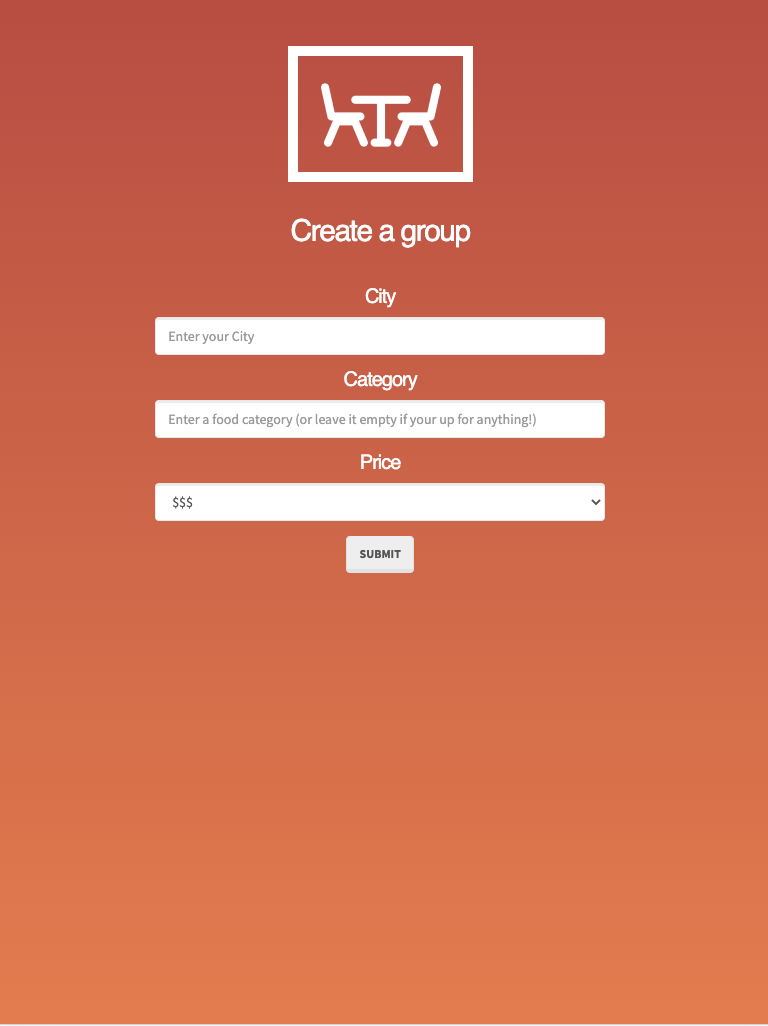 Create a group
City
Enter your City
Category
Enter a food category (or leave it empty if your up for anything!)
Price
$$$
SUBMIT